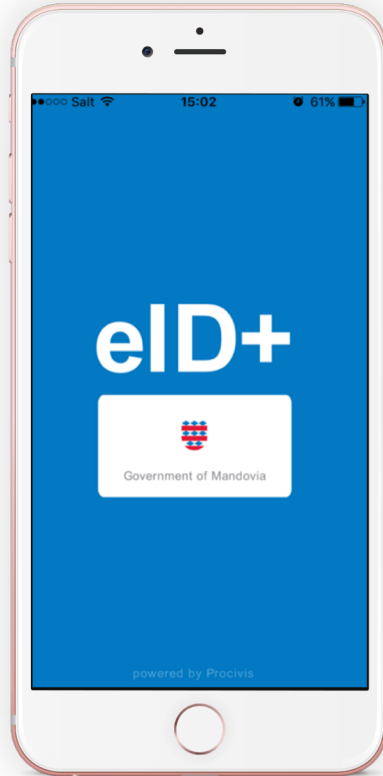 Salt 15:02 61%
eID+
Government of Mandovia
powered by Procivis